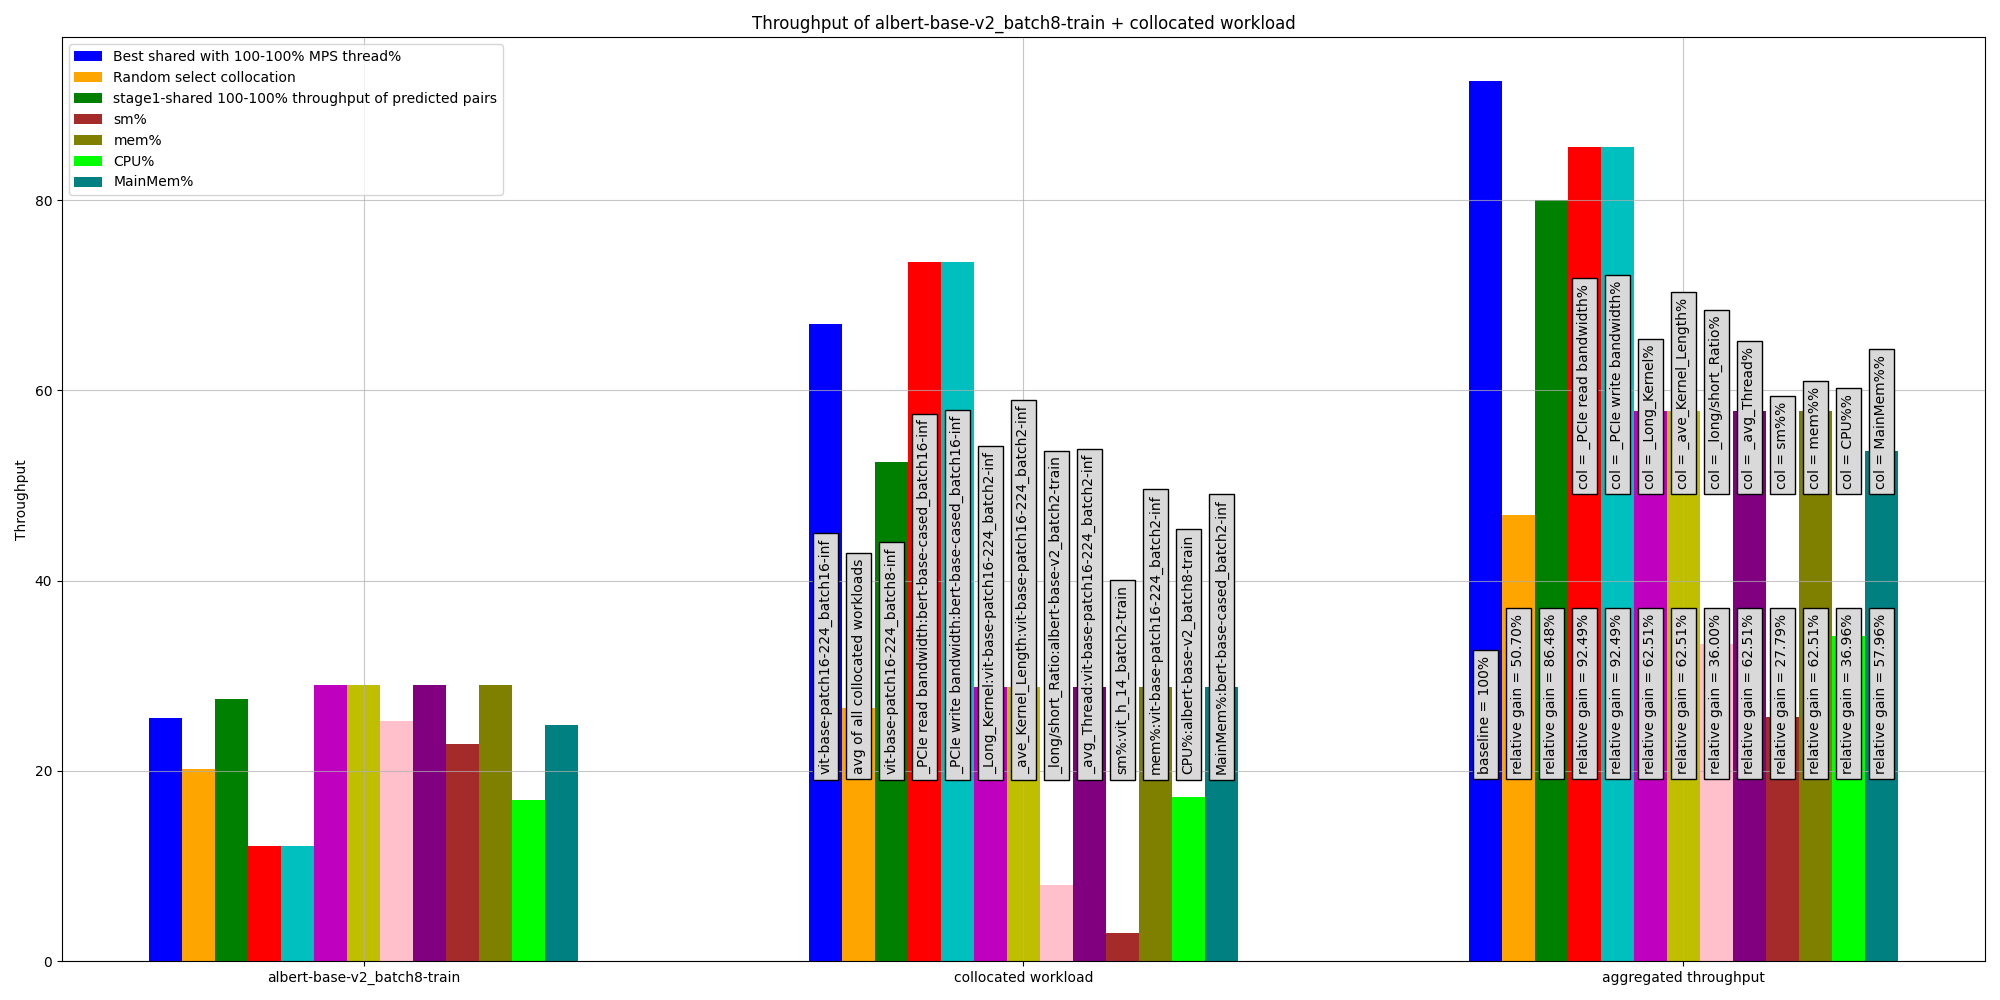 Throughput of albert-base-v2_batch8-train + collocated workload
Best shared with 100-100% MPS thread%
Random select collocation
stage1-shared 100-100% throughput of predicted pairs
sm%
mem%
CPU%
MainMem%
Throughput
80
60
40
20
0
vit-base-patch16-224_batch16-inf
avg of all collocated workloads
vit-base-patch16-224_batch8-inf
_PCIe read bandwidth:bert-base-cased_batch16-inf
_PCIe write bandwidth:bert-base-cased_batch16-inf
_Long_Kernel:vit-base-patch16-224_batch2-inf
_ave_Kernel_Length:vit-base-patch16-224_batch2-inf
_long/short_Ratio:albert-base-v2_batch2-train
_avg_Thread:vit-base-patch16-224_batch2-inf
sm%:vit_h_14_batch2-train
mem%:vit-base-patch16-224_batch2-inf
CPU%:albert-base-v2_batch8-train
MainMem%:bert-base-cased_batch2-inf
col = _PCIe read bandwidth%
col = _PCIe write bandwidth%
col = _Long_Kernel%
col = _ave_Kernel_Length%
col = _long/short_Ratio%
col = _avg_Thread%
col = sm%%
col = mem%%
col = CPU%%
col = MainMem%%
baseline = 100%
relative gain = 50.70%
relative gain = 86.48%
relative gain = 92.49%
relative gain = 92.49%
relative gain = 62.51%
relative gain = 62.51%
relative gain = 36.00%
relative gain = 62.51%
relative gain = 27.79%
relative gain = 62.51%
relative gain = 36.96%
relative gain = 57.96%
albert-base-v2_batch8-train
collocated workload
aggregated throughput